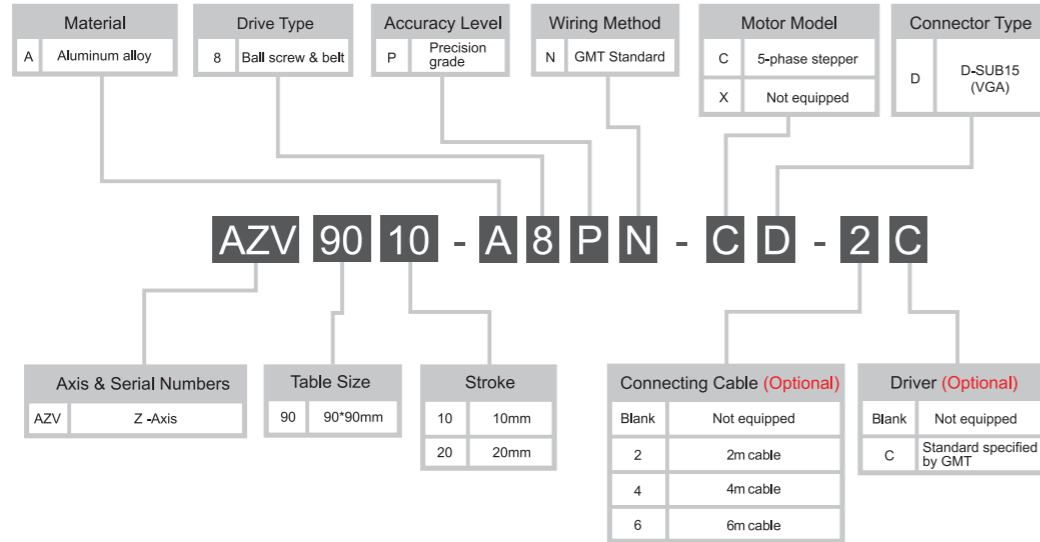 Material
A Aluminum alloy
Drive Type
8 Ball screw & belt
Accuracy Level
P Precision
grade
Wiring Method
N GMT Standard
Motor Model
C 5-phase stepper
X Not equipped
Connector Type
D D-SUB15
(VGA)
AZV 90 10 - A 8 P N - C D - 2 C
Axis & Serial Numbers
AZV Z -Axis
Table Size
90 90*90mm
Stroke
10 10mm
20 20mm
Connecting Cable (Optional)
Blank Not equipped
2 2m cable
4 4m cable
6 6m cable
Driver (Optional)
Blank Not equipped
C Standard specified
by GMT